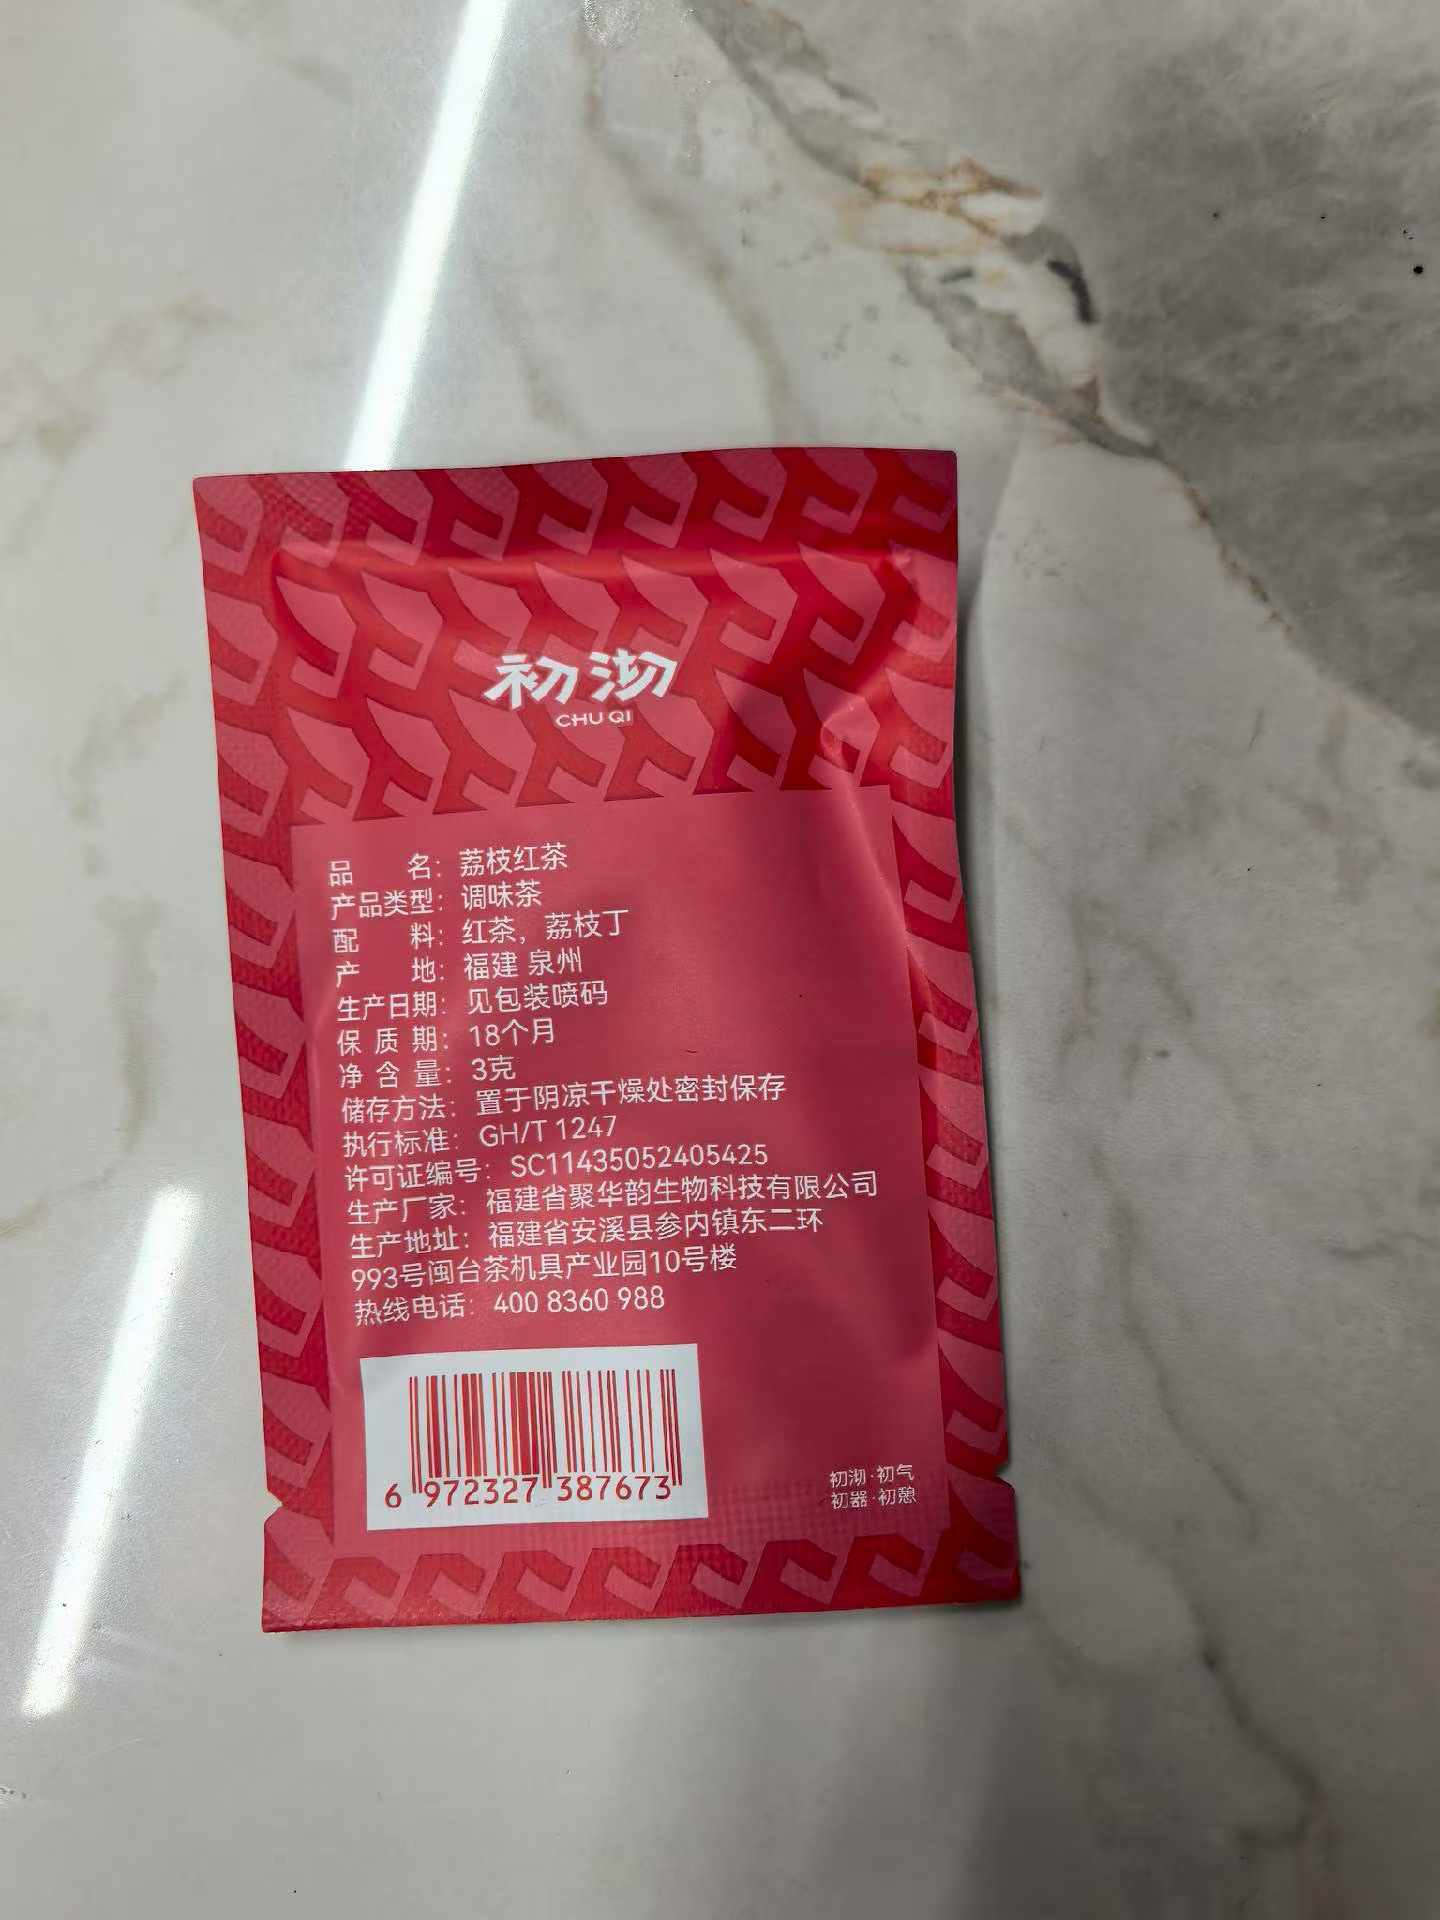 初沏
CHU QI
品 名：荔枝红茶
产品类型：调味茶
配 料：红茶，荔枝丁
产 地：福建 泉州
生产日期：见包装喷码
保 质 期：18个月
净 含 量：3克
储存方法：置于阴凉干燥处密封保存
执行标准：GH/T 1247
许可证编号：SC11435052405425
生产厂家：福建省聚华韵生物科技有限公司
生产地址：福建省安溪县参内镇东二环
993号闽台茶机具产业园10号楼
热线电话：400 8360 988
6 972327 387673
初沏·初气
初器·初憩